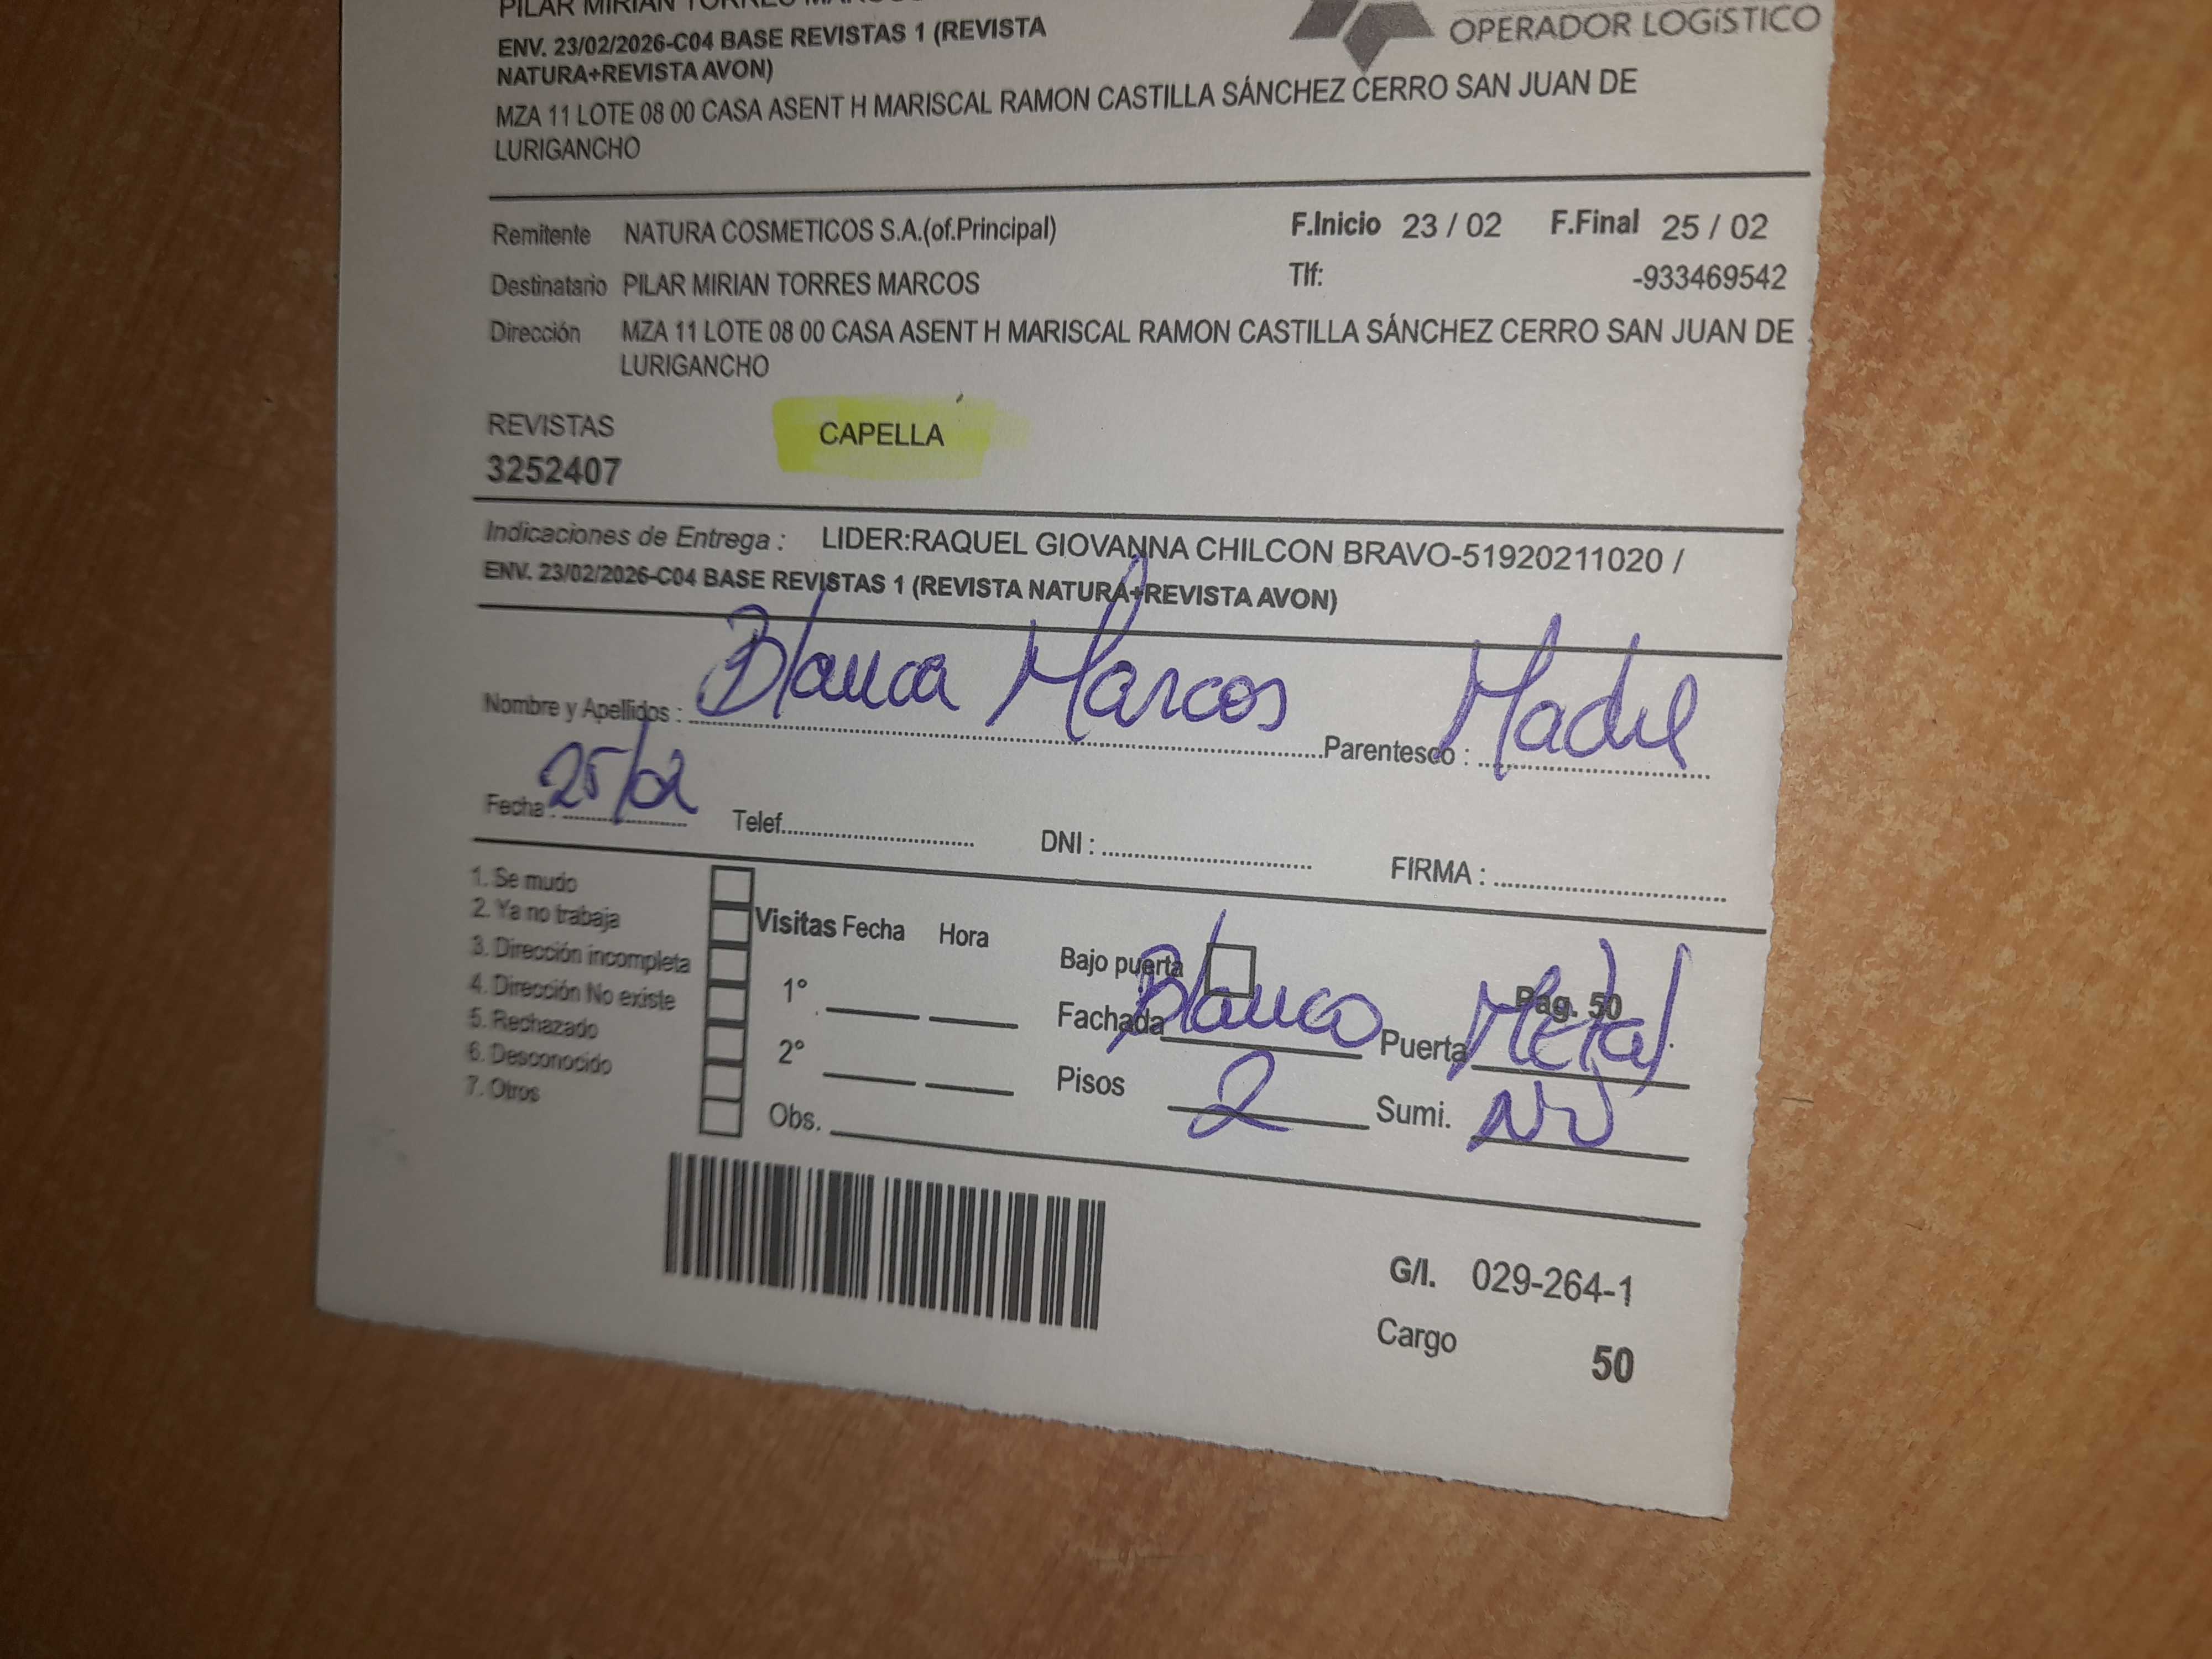 PILAR MIRIAN TORRES
OPERADOR LOGÍSTICO
ENV. 23/02/2026-C04 BASE REVISTAS 1 (REVISTA
NATURA+REVISTA AVON)
MZA 11 LOTE 08 00 CASA ASENT H MARISCAL RAMON CASTILLA SÁNCHEZ CERRO SAN JUAN DE
LURIGANCHO
Remitente NATURA COSMETICOS S.A.(of.Principal) F.Inicio 23 / 02 F.Final 25 / 02
Destinatario PILAR MIRIAN TORRES MARCOS Tlf: -933469542
Dirección MZA 11 LOTE 08 00 CASA ASENT H MARISCAL RAMON CASTILLA SÁNCHEZ CERRO SAN JUAN DE
LURIGANCHO
REVISTAS CAPELLA
3252407
Indicaciones de Entrega : LIDER:RAQUEL GIOVANNA CHILCON BRAVO-51920211020 /
ENV. 23/02/2026-C04 BASE REVISTAS 1 (REVISTA NATURA+REVISTA AVON)
Nombre y Apellidos : Blanca Marcos Parentesco : Madre
Fecha : 25/02 Telef. DNI : FIRMA :
1. Se mudo
2. Ya no trabaja
3. Dirección incompleta
4. Dirección No existe
5. Rechazado
6. Desconocido
7. Otros
Visitas Fecha Hora
1°
2°
Obs.
Bajo puerta Pag. 50
Fachada Blanco Puerta Metal
Pisos 2 Sumi.
G/I. 029-264-1
Cargo 50